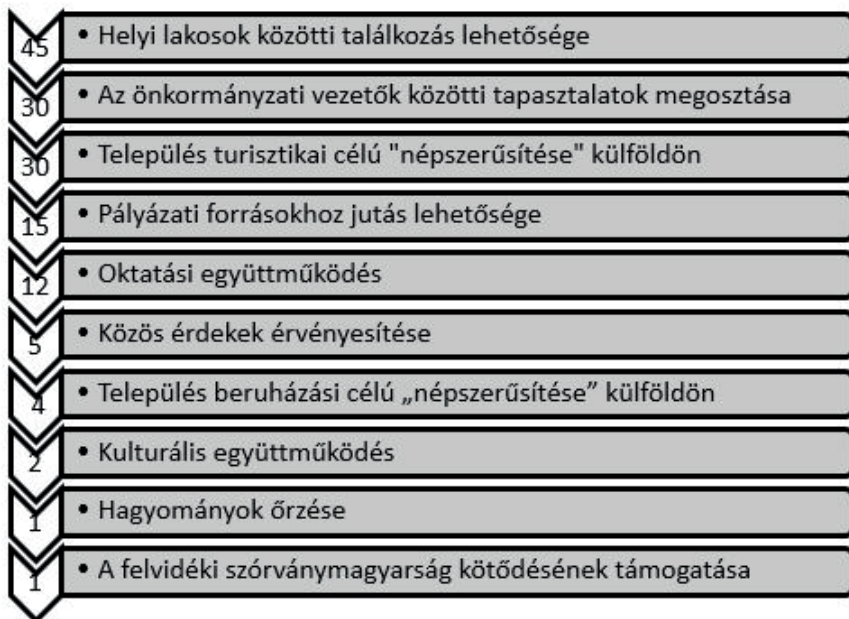 45 • Helyi lakosok közötti találkozás lehetősége
30 • Az önkormányzati vezetők közötti tapasztalatok megosztása
30 • Település turisztikai célú "népszerűsítése" külföldön
15 • Pályázati forrásokhoz jutás lehetősége
12 • Oktatási együttműködés
5 • Közös érdekek érvényesítése
4 • Település beruházási célú „népszerűsítése” külföldön
2 • Kulturális együttműködés
1 • Hagyományok őrzése
1 • A felvidéki szórványmagyarság kötődésének támogatása